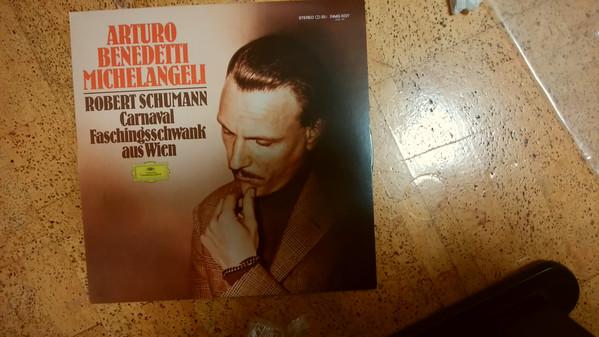 ARTURO
BENEDETTI
MICHELANGELI
ROBERT SCHUMANN
Carnaval
Faschingsschwank
aus Wien
STEREO